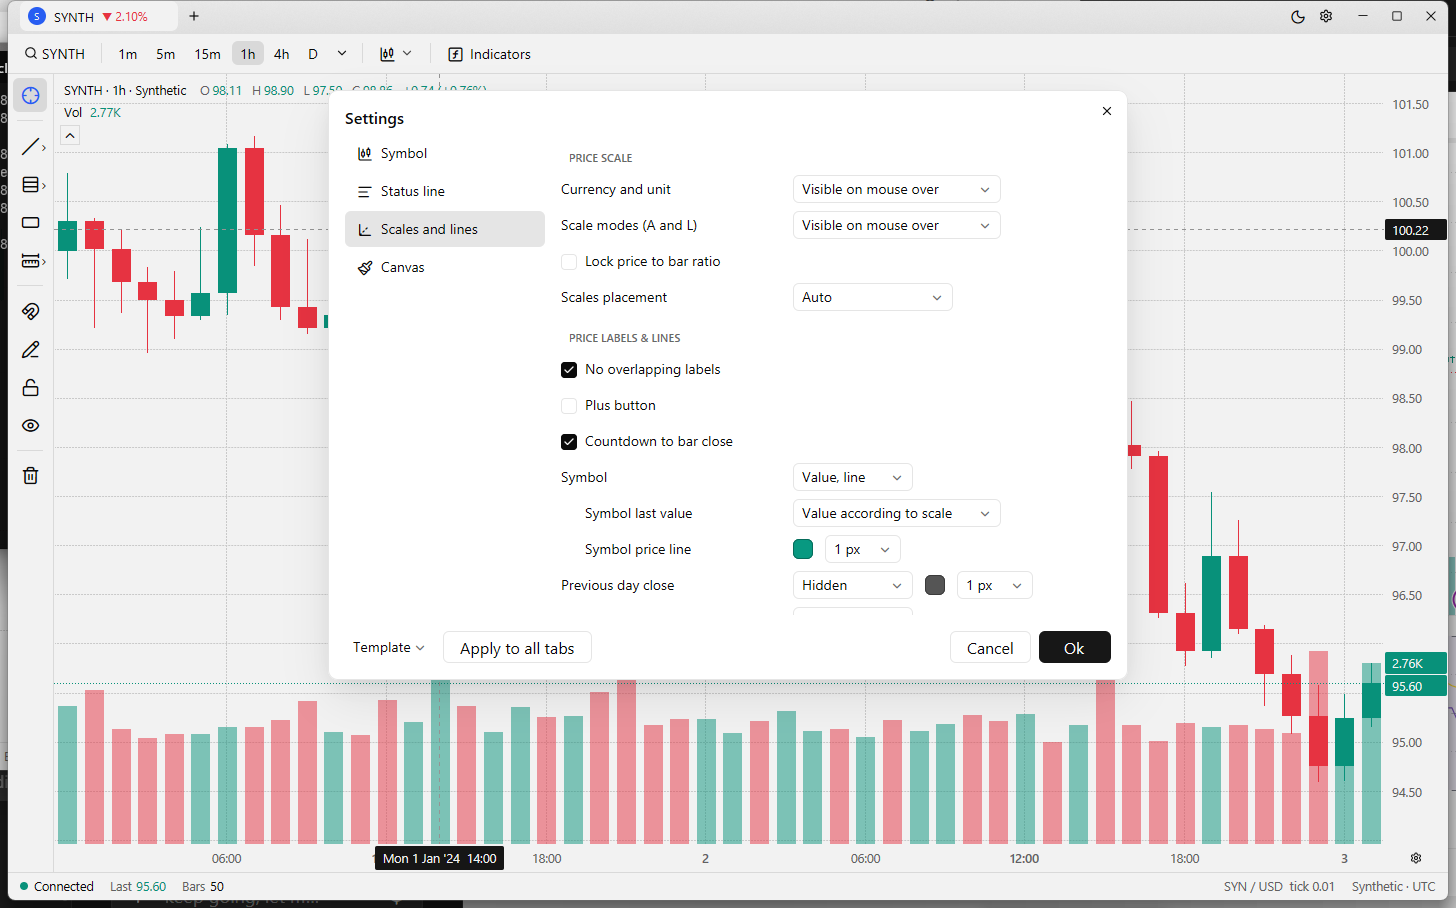 S SYNTH ▼2.10% +
SYNTH 1m 5m 15m 1h 4h D Indicators
SYNTH · 1h · Synthetic O 98.11 H 98.90 L 97.59
Vol 2.77K
Settings
Symbol
Status line
Scales and lines
Canvas
PRICE SCALE
Currency and unit Visible on mouse over
Scale modes (A and L) Visible on mouse over
Lock price to bar ratio
Scales placement Auto
PRICE LABELS & LINES
No overlapping labels
Plus button
Countdown to bar close
Symbol Value, line
Symbol last value Value according to scale
Symbol price line 1 px
Previous day close Hidden 1 px
Template Apply to all tabs Cancel Ok
101.50
101.00
100.50
100.22
100.00
99.50
99.00
98.50
98.00
97.50
97.00
96.50
2.76K
95.60
95.00
94.50
06:00 Mon 1 Jan '24 14:00 18:00 2 06:00 12:00 18:00 3
Connected Last 95.60 Bars 50 SYN / USD tick 0.01 Synthetic · UTC